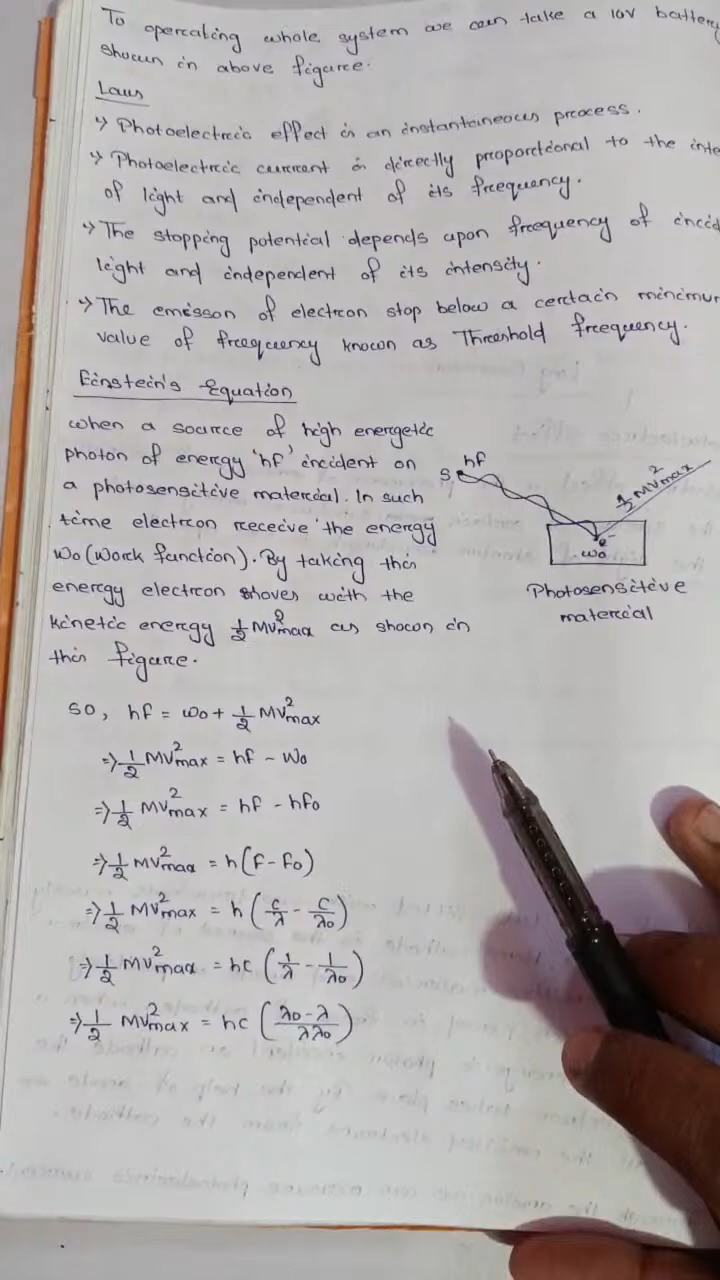 To opercating whole system we can take a 10V battery
shown in above figure.
Laws
→ Photoelectric effect is an instantaneous process.
→ Photoelectric current is directly proportional to the inte
of light and independent of its frequency.
→ The stopping potential depends upon frequency of incid
light and independent of its intensity.
→ The emisson of electron stop below a certain minimum
value of frequency known as Threshold frequency.
Einstein's Equation
When a source of high energetic
photon of energy 'hf' incident on
a photosensitive material. In such
time electron receive the energy
W₀ (Work function). By taking this
energy electron shoves with the
kinetic energy ½ MV²max as shown in
this figure.
S hf
½ MV²max
e⁻
W₀
Photosensitive
material
So, hf = W₀ + ½ MV²max
⇒ ½ MV²max = hf - W₀
⇒ ½ MV²max = hf - hf₀
⇒ ½ MV²max = h(f - f₀)
⇒ ½ MV²max = h(c/λ - c/λ₀)
⇒ ½ MV²max = hc (1/λ - 1/λ₀)
⇒ ½ MV²max = hc ((λ₀ - λ)/λλ₀)